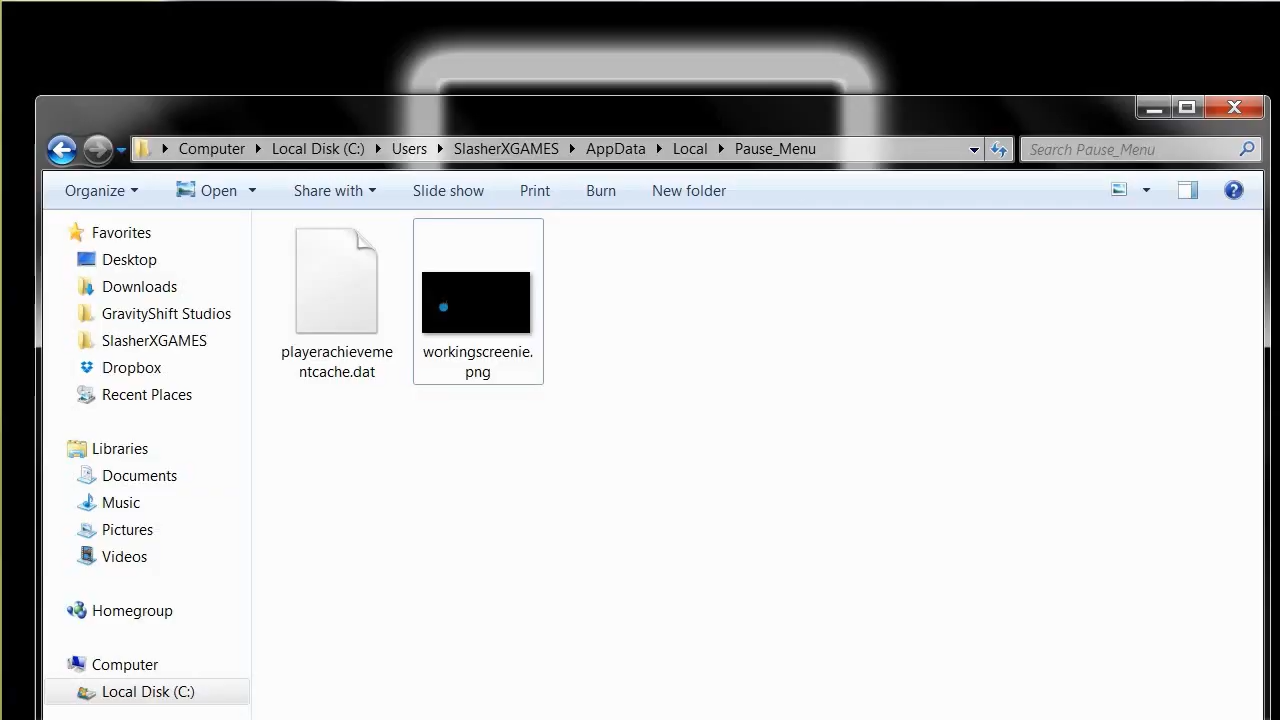 Computer Local Disk (C:) Users SlasherXGAMES AppData Local Pause_Menu
Search Pause_Menu
Organize Open Share with Slide show Print Burn New folder
Favorites
Desktop
Downloads
GravityShift Studios
SlasherXGAMES
Dropbox
Recent Places
Libraries
Documents
Music
Pictures
Videos
Homegroup
Computer
Local Disk (C:)
playerachieveme
ntcache.dat
workingscreenie.
png